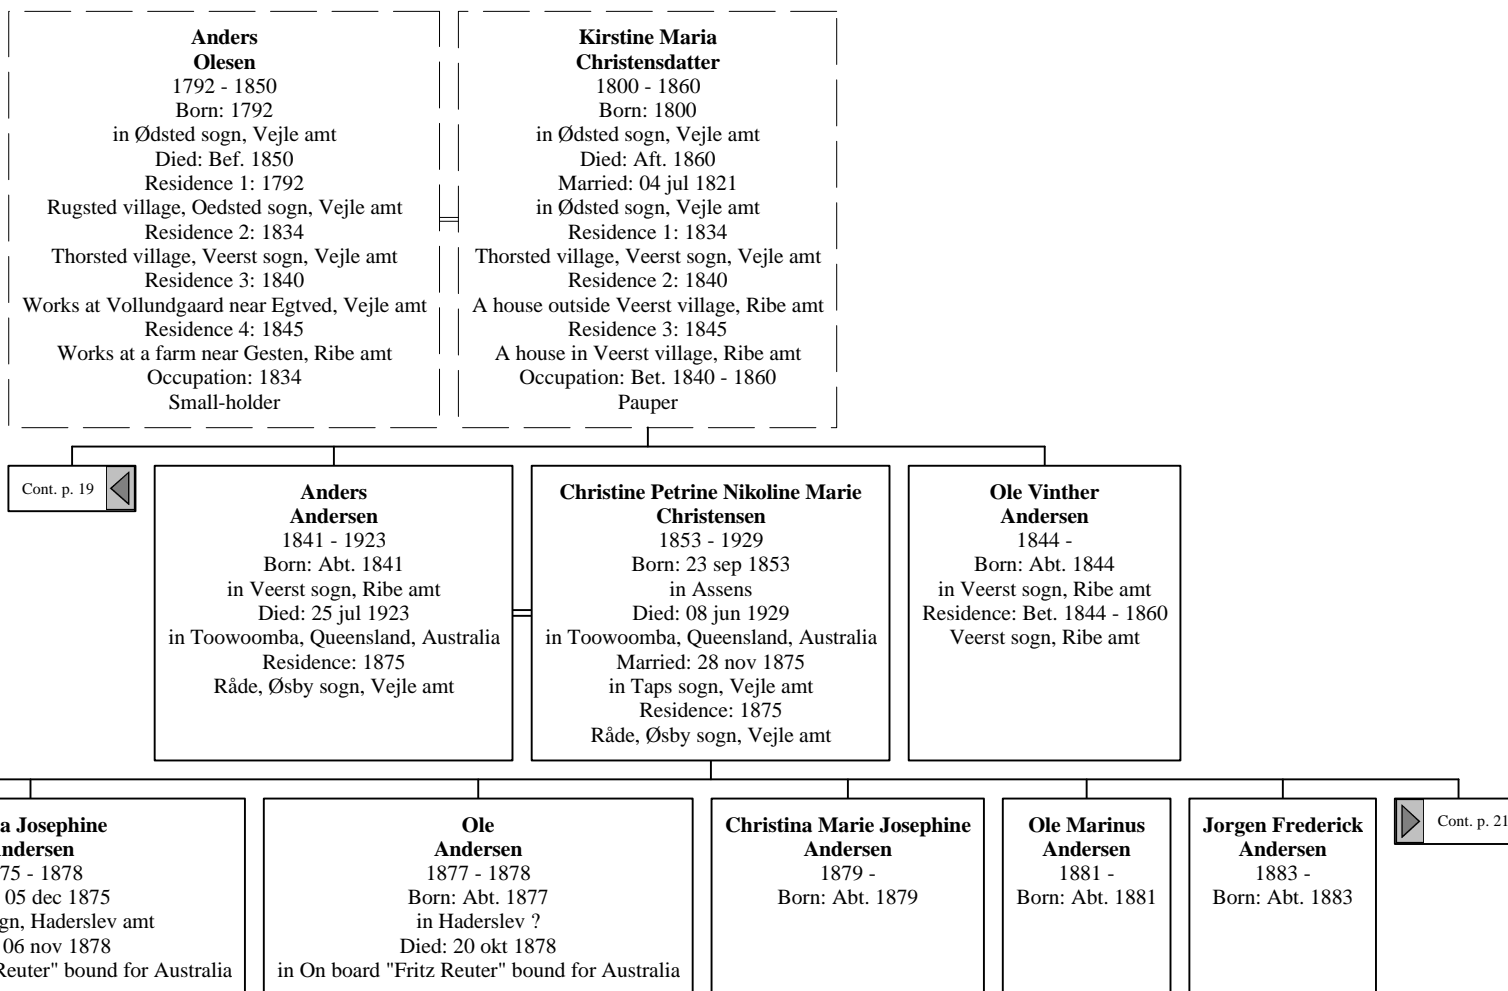 Anders
Olesen
1792 - 1850
Born: 1792
in Ødsted sogn, Vejle amt
Died: Bef. 1850
Residence 1: 1792
Rugsted village, Oedsted sogn, Vejle amt
Residence 2: 1834
Thorsted village, Veerst sogn, Vejle amt
Residence 3: 1840
Works at Vollundgaard near Egtved, Vejle amt
Residence 4: 1845
Works at a farm near Gesten, Ribe amt
Occupation: 1834
Small-holder
Kirstine Maria
Christensdatter
1800 - 1860
Born: 1800
in Ødsted sogn, Vejle amt
Died: Aft. 1860
Married: 04 jul 1821
in Ødsted sogn, Vejle amt
Residence 1: 1834
Thorsted village, Veerst sogn, Vejle amt
Residence 2: 1840
A house outside Veerst village, Ribe amt
Residence 3: 1845
A house in Veerst village, Ribe amt
Occupation: Bet. 1840 - 1860
Pauper
Cont. p. 19
Anders
Andersen
1841 - 1923
Born: Abt. 1841
in Veerst sogn, Ribe amt
Died: 25 jul 1923
in Toowoomba, Queensland, Australia
Residence: 1875
Råde, Øsby sogn, Vejle amt
Christine Petrine Nikoline Marie
Christensen
1853 - 1929
Born: 23 sep 1853
in Assens
Died: 08 jun 1929
in Toowoomba, Queensland, Australia
Married: 28 nov 1875
in Taps sogn, Vejle amt
Residence: 1875
Råde, Øsby sogn, Vejle amt
Ole Vinther
Andersen
1844 -
Born: Abt. 1844
in Veerst sogn, Ribe amt
Residence: Bet. 1844 - 1860
Veerst sogn, Ribe amt
a Josephine
ndersen
75 - 1878
05 dec 1875
gn, Haderslev amt
06 nov 1878
Reuter" bound for Australia
Ole
Andersen
1877 - 1878
Born: Abt. 1877
in Haderslev ?
Died: 20 okt 1878
in On board "Fritz Reuter" bound for Australia
Christina Marie Josephine
Andersen
1879 -
Born: Abt. 1879
Ole Marinus
Andersen
1881 -
Born: Abt. 1881
Jorgen Frederick
Andersen
1883 -
Born: Abt. 1883
Cont. p. 21